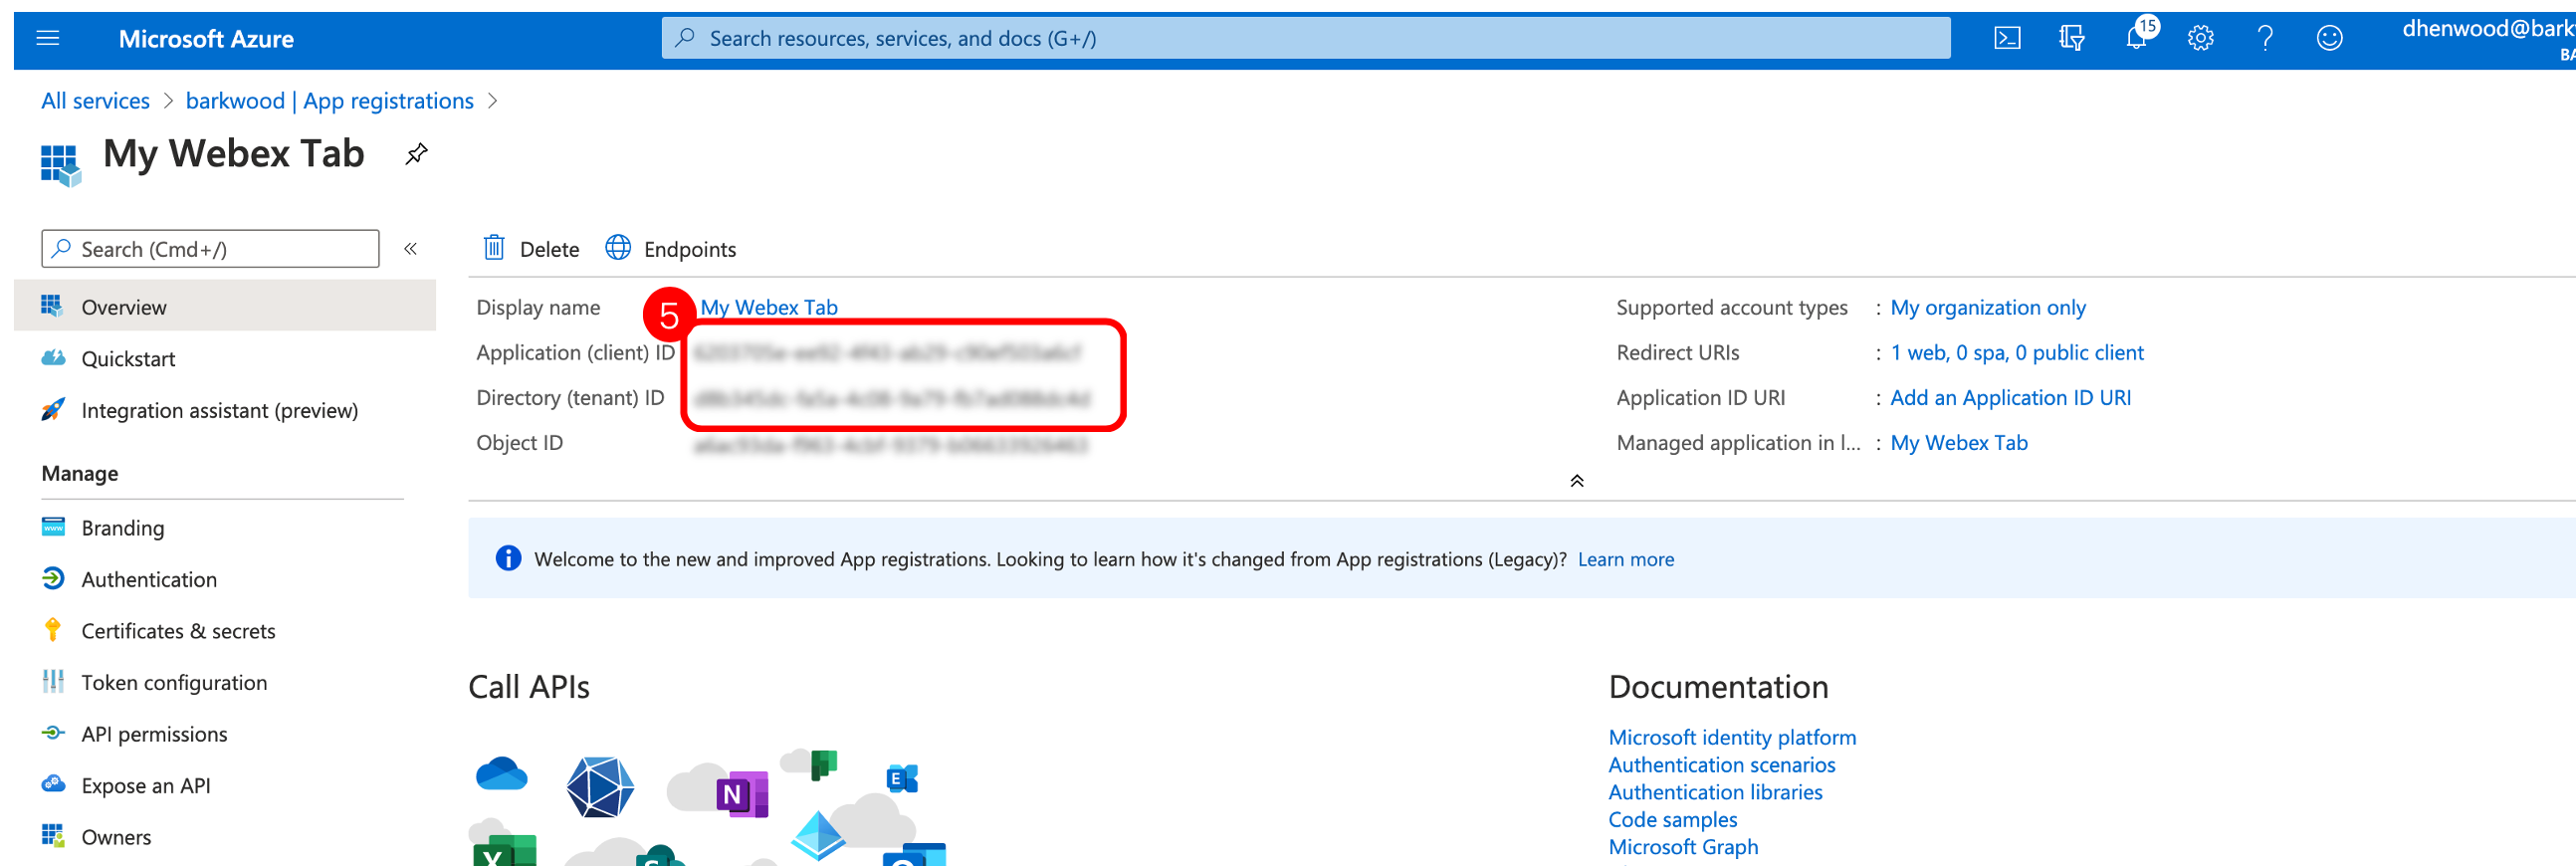 Microsoft Azure
Search resources, services, and docs (G+/)
15
dhenwood@bark
BA
All services > barkwood | App registrations >
My Webex Tab
Search (Cmd+/)
«
Delete
Endpoints
Overview
Quickstart
Integration assistant (preview)
Manage
Branding
Authentication
Certificates & secrets
Token configuration
API permissions
Expose an API
Owners
Display name
5
My Webex Tab
Application (client) ID
Directory (tenant) ID
Object ID
Supported account types : My organization only
Redirect URIs : 1 web, 0 spa, 0 public client
Application ID URI : Add an Application ID URI
Managed application in l... : My Webex Tab
Welcome to the new and improved App registrations. Looking to learn how it's changed from App registrations (Legacy)? Learn more
Call APIs
N
E
X
S
Documentation
Microsoft identity platform
Authentication scenarios
Authentication libraries
Code samples
Microsoft Graph